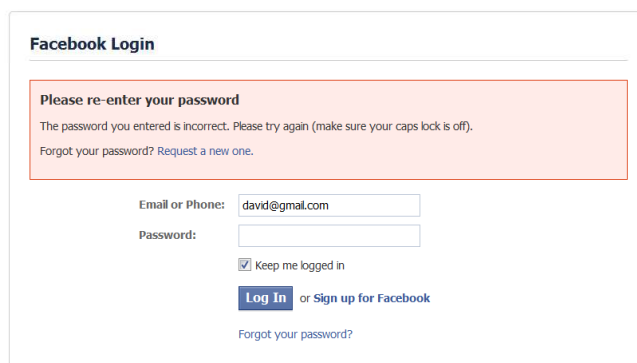 Facebook Login
Please re-enter your password
The password you entered is incorrect. Please try again (make sure your caps lock is off).
Forgot your password? Request a new one.
Email or Phone: david@gmail.com
Password:
Keep me logged in
Log In or Sign up for Facebook
Forgot your password?